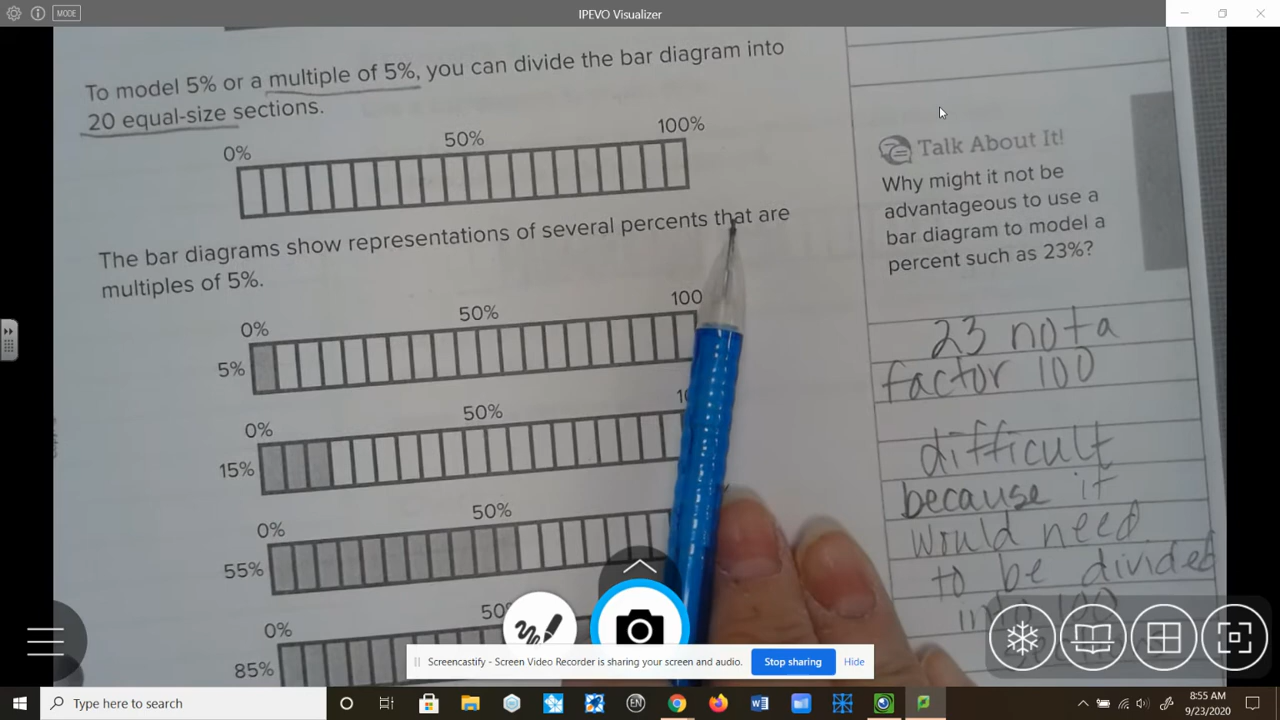 MODE
IPEVO Visualizer
To model 5% or a multiple of 5%, you can divide the bar diagram into
20 equal-size sections.
0%
50%
100%
The bar diagrams show representations of several percents that are
multiples of 5%.
0%
50%
100
5%
0%
50%
15%
0%
50%
55%
0%
85%
Talk About It!
Why might it not be
advantageous to use a
bar diagram to model a
percent such as 23%?
23 not a
factor 100
difficult
because it
would need
to be divided
Screencastify - Screen Video Recorder is sharing your screen and audio.
Stop sharing
Hide
Type here to search
EN
8:55 AM
9/23/2020